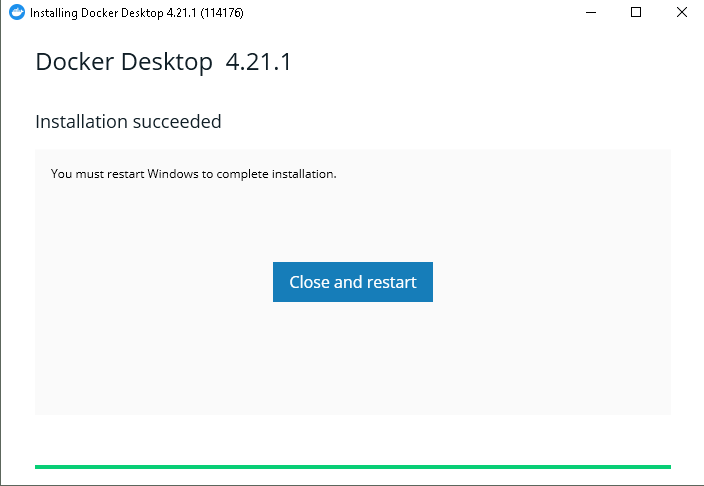 Installing Docker Desktop 4.21.1 (114176)
Docker Desktop 4.21.1
Installation succeeded
You must restart Windows to complete installation.
Close and restart